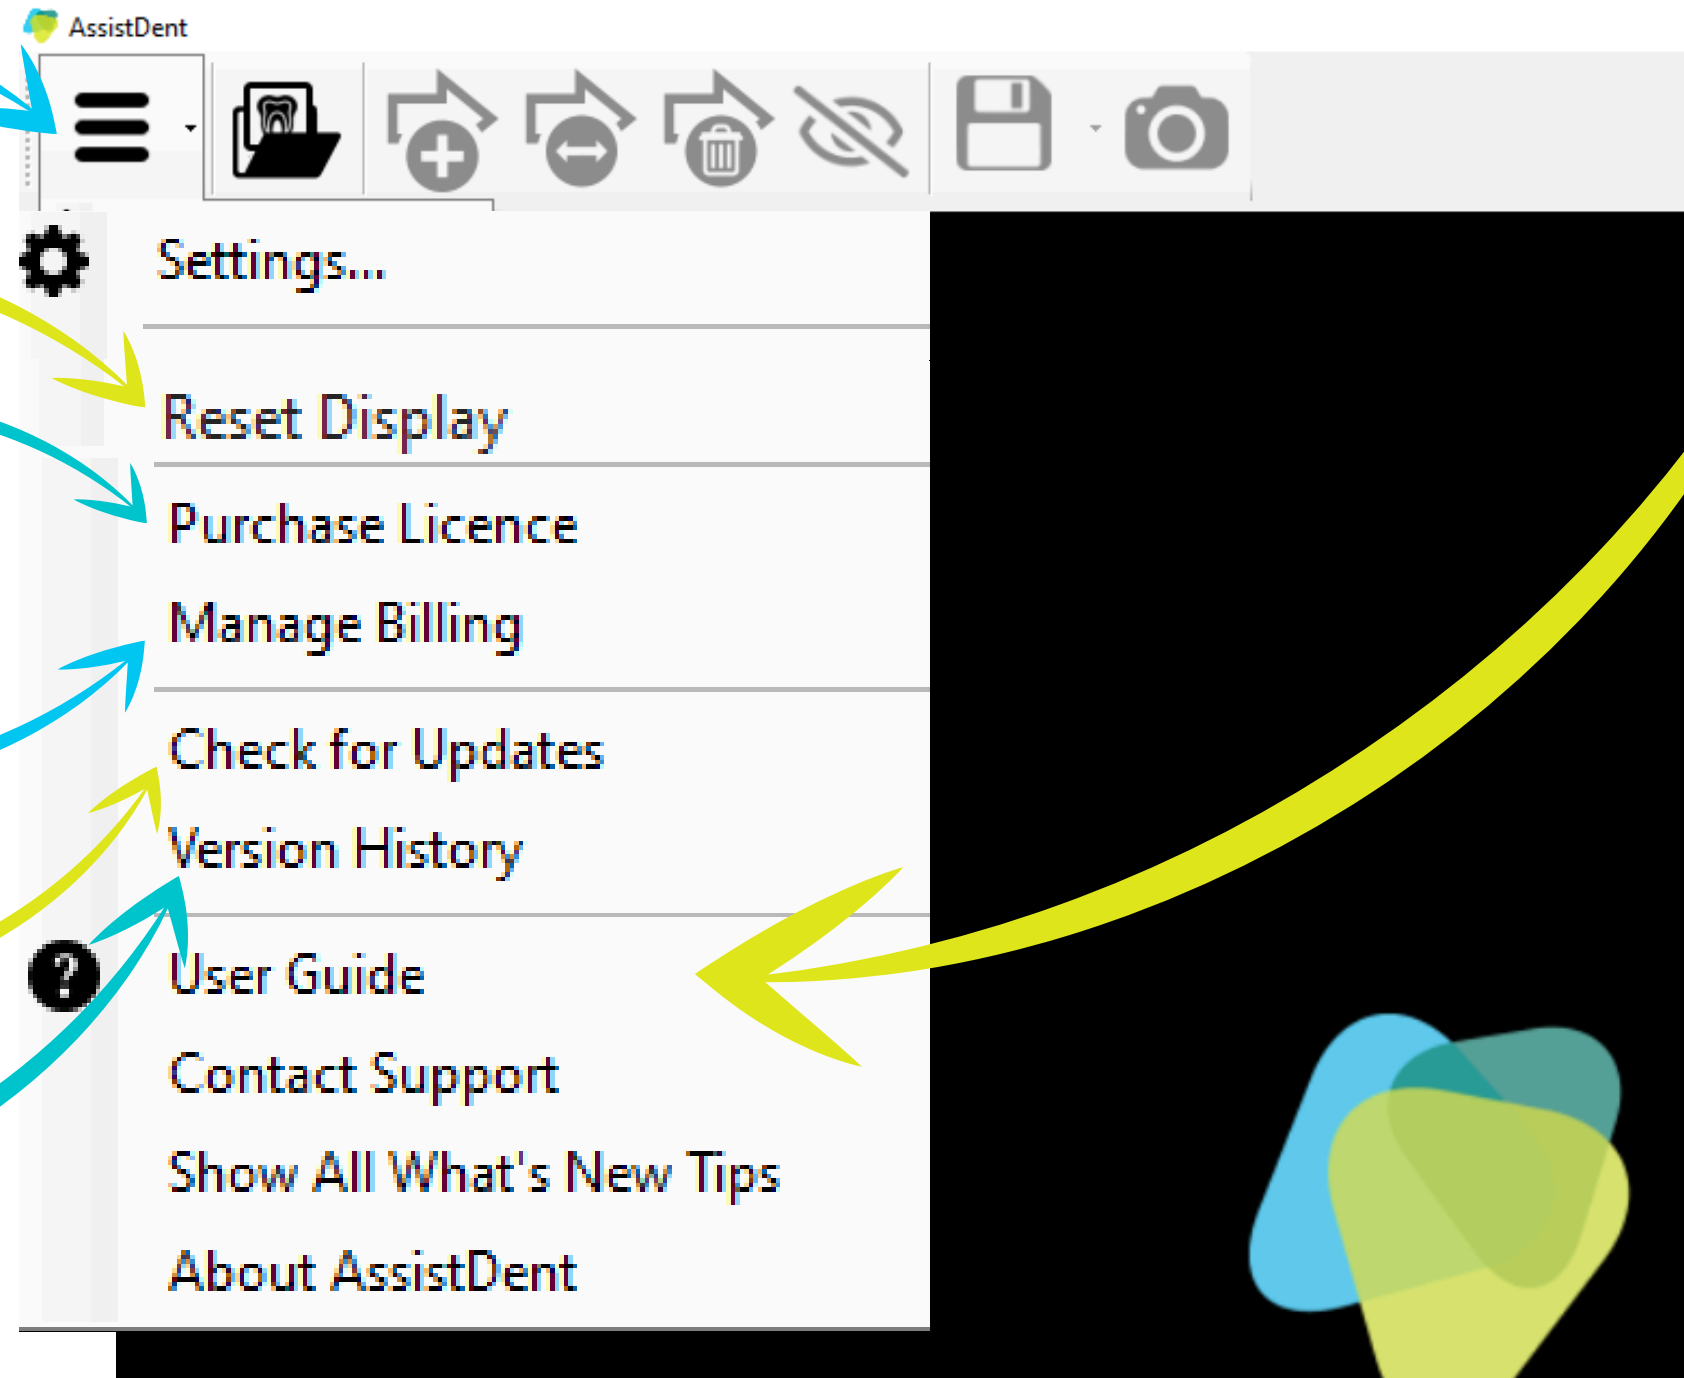 AssistDent
Settings...
Reset Display
Purchase Licence
Manage Billing
Check for Updates
Version History
User Guide
Contact Support
Show All What's New Tips
About AssistDent